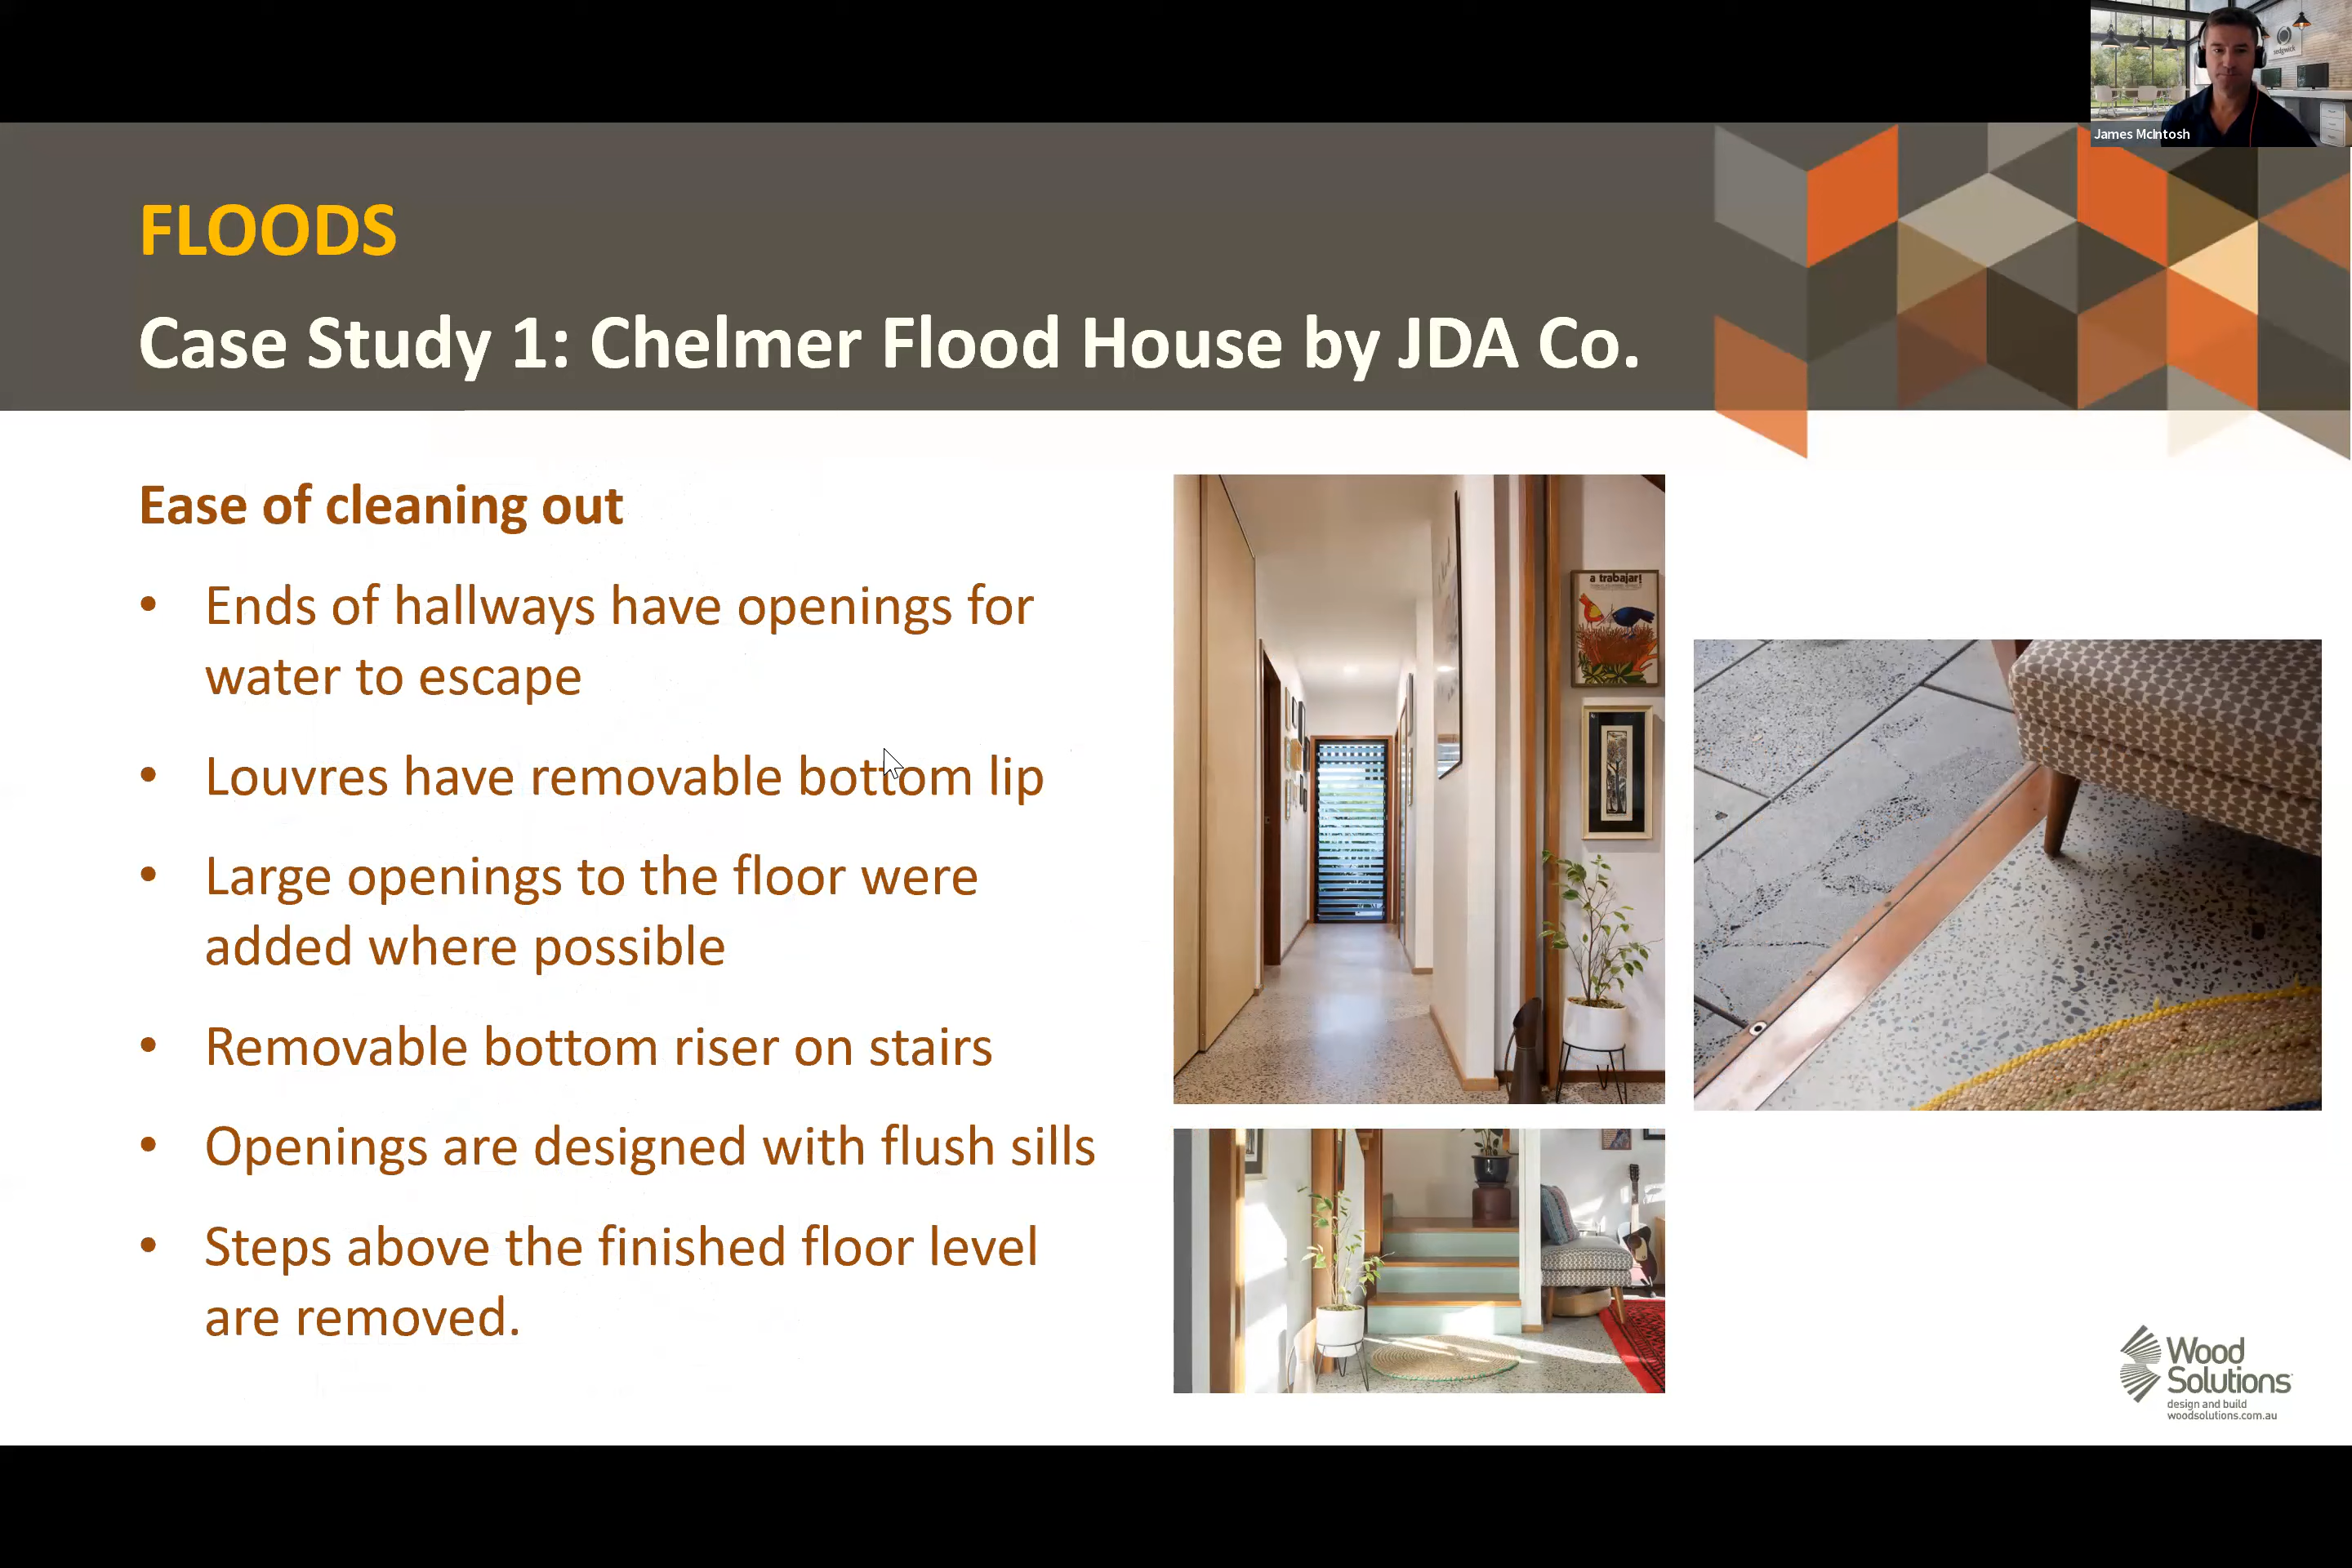 sedgwick
James McIntosh
FLOODS
Case Study 1: Chelmer Flood House by JDA Co.
Ease of cleaning out
• Ends of hallways have openings for
water to escape
• Louvres have removable bottom lip
• Large openings to the floor were
added where possible
• Removable bottom riser on stairs
• Openings are designed with flush sills
• Steps above the finished floor level
are removed.
a trabajar!
Wood
Solutions
design and build
woodsolutions.com.au